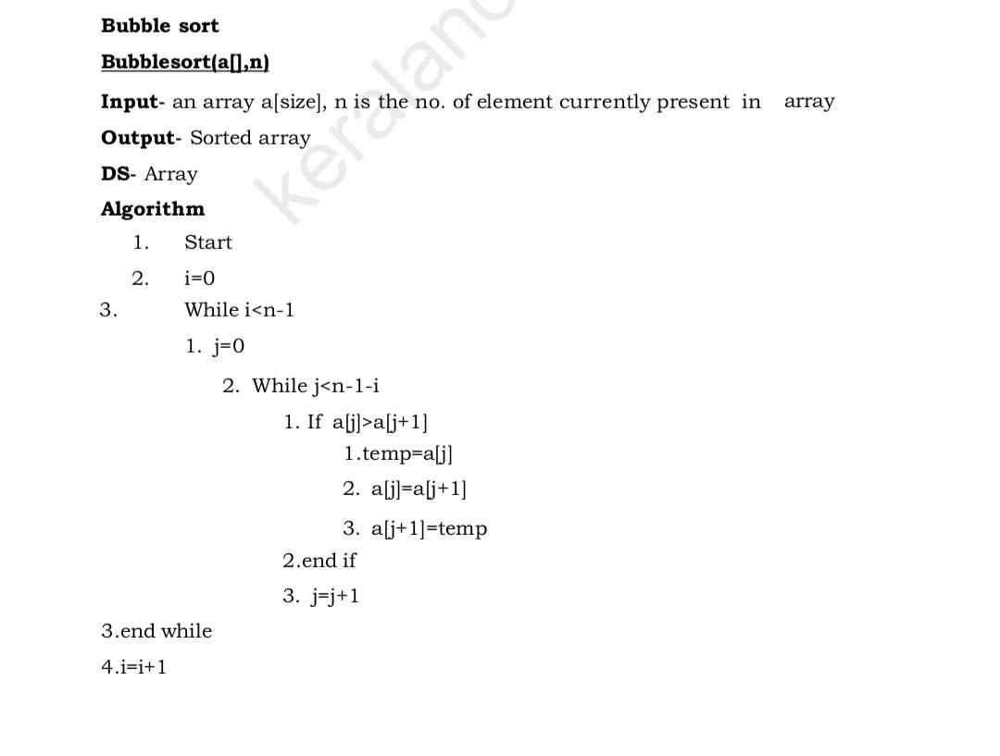 Bubble sort
Bubblesort(a[],n)
Input- an array a[size], n is the no. of element currently present in array
Output- Sorted array
DS- Array
Algorithm
1. Start
2. i=0
3. While i<n-1
1. j=0
2. While j<n-1-i
1. If a[j]>a[j+1]
1.temp=a[j]
2. a[j]=a[j+1]
3. a[j+1]=temp
2.end if
3. j=j+1
3.end while
4.i=i+1